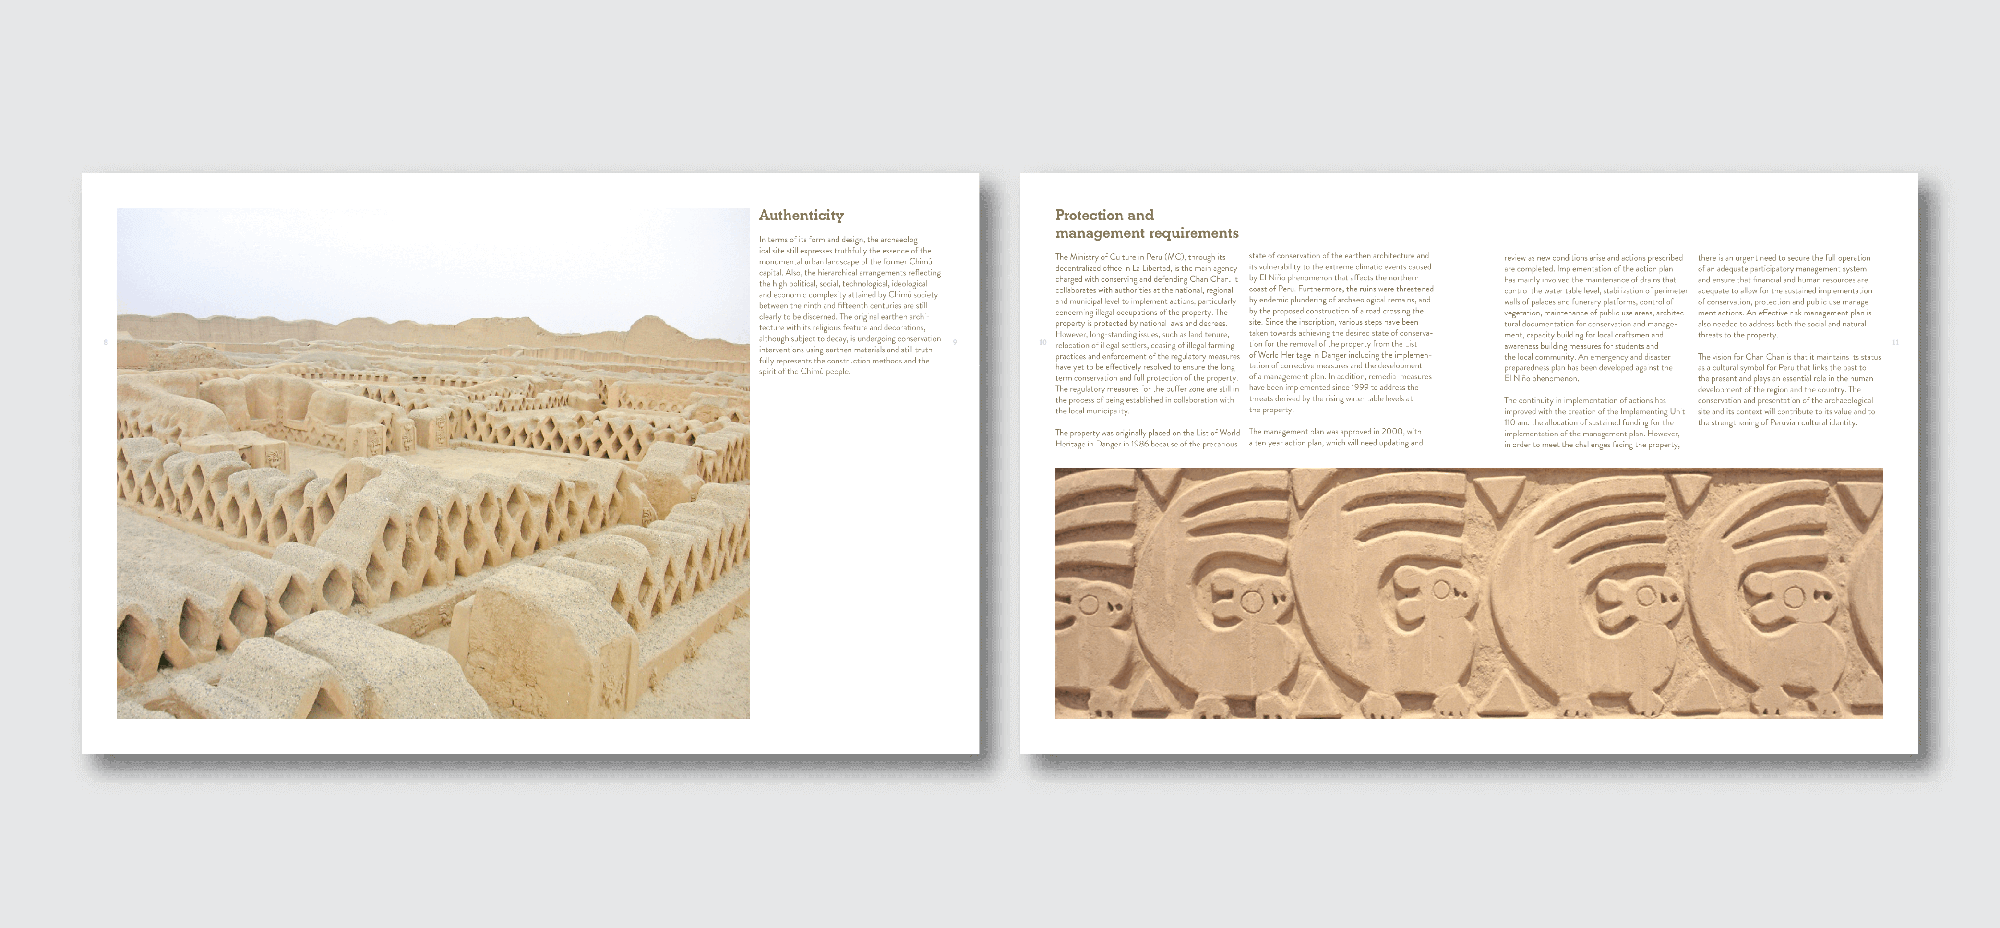 Authenticity
In terms of its form and design, the archaeolog
ical site still expresses truthfully the essence of the
monumental urban landscape of the former Chimú
capital. Also, the hierarchical arrangements reflecting
the high political, social, technological, ideological
and economic complexity attained by Chimú society
between the ninth and fifteenth centuries are still
clearly to be discerned. The original earthen archi-
tecture with its religious feature and decorations,
although subject to decay, is undergoing conservation
interventions using earthen materials and still truth
fully represents the construction methods and the
spirit of the Chimú people.
8
9
Protection and
management requirements
The Ministry of Culture in Peru (MC), through its
decentralized office in La Libertad, is the main agency
charged with conserving and defending Chan Chan. It
collaborates with authorities at the national, regional
and municipal level to implement actions, particularly
concerning illegal occupations of the property. The
property is protected by national laws and decrees.
However, long-standing issues, such as land tenure,
relocation of illegal settlers, ceasing of illegal farming
practices and enforcement of the regulatory measures
have yet to be effectively resolved to ensure the long
term conservation and full protection of the property.
The regulatory measures for the buffer zone are still in
the process of being established in collaboration with
the local municipality.
The property was originally placed on the List of World
Heritage in Danger in 1986 because of the precarious
state of conservation of the earthen architecture and
its vulnerability to the extreme climatic events caused
by El Niño phenomenon that affects the northern
coast of Peru. Furthermore, the ruins were threatened
by endemic plundering of archaeological remains, and
by the proposed construction of a road crossing the
site. Since the inscription, various steps have been
taken towards achieving the desired state of conserva-
tion for the removal of the property from the List
of World Heritage in Danger including the implemen-
tation of corrective measures and the development
of a management plan. In addition, remedial measures
have been implemented since 1999 to address the
threats derived by the rising water table levels at
the property
The management plan was approved in 2000, with
a ten year action plan, which will need updating and
review as new conditions arise and actions prescribed
are completed. Implementation of the action plan
has mainly involved the maintenance of drains that
control the water table level, stabilization of perimeter
walls of palaces and funerary platforms, control of
vegetation, maintenance of public use areas, architec
tural documentation for conservation and manage-
ment, capacity building for local craftsmen and
awareness building measures for students and
the local community. An emergency and disaster
preparedness plan has been developed against the
El Niño phenomenon.
The continuity in implementation of actions has
improved with the creation of the Implementing Unit
110 and the allocation of sustained funding for the
implementation of the management plan. However,
in order to meet the challenges facing the property,
there is an urgent need to secure the full operation
of an adequate participatory management system
and ensure that financial and human resources are
adequate to allow for the sustained implementation
of conservation, protection and public use manage
ment actions. An effective risk management plan is
also needed to address both the social and natural
threats to the property
The vision for Chan Chan is that it maintains its status
as a cultural symbol for Peru that links the past to
the present and plays an essential role in the human
development of the region and the country. The
conservation and presentation of the archaeological
site and its context will contribute to its value and to
the strengthening of Peruvian cultural identity.
10
11